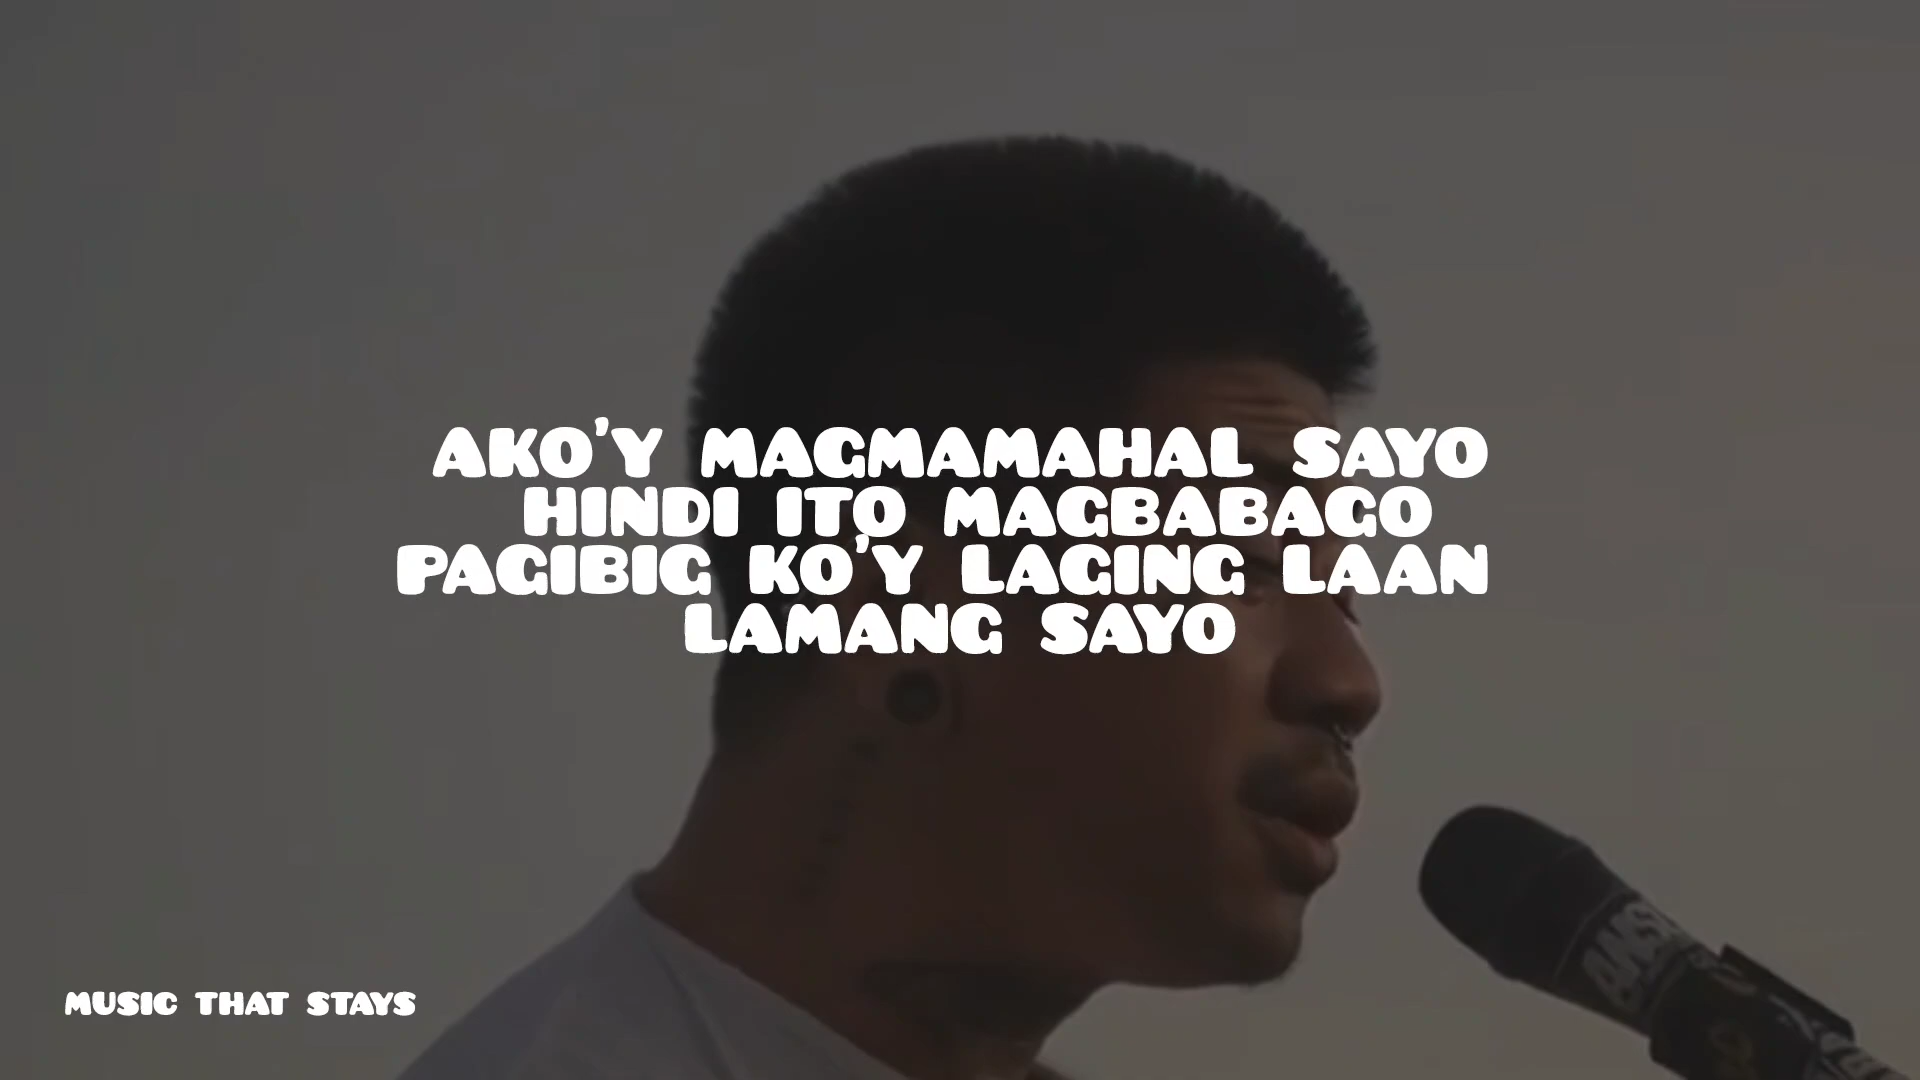 AKO'Y MAGMAMAHAL SAYO
HINDI ITO MAGBABAGO
PAGIBIG KO'Y LAGING LAAN
LAMANG SAYO
MUSIC THAT STAYS